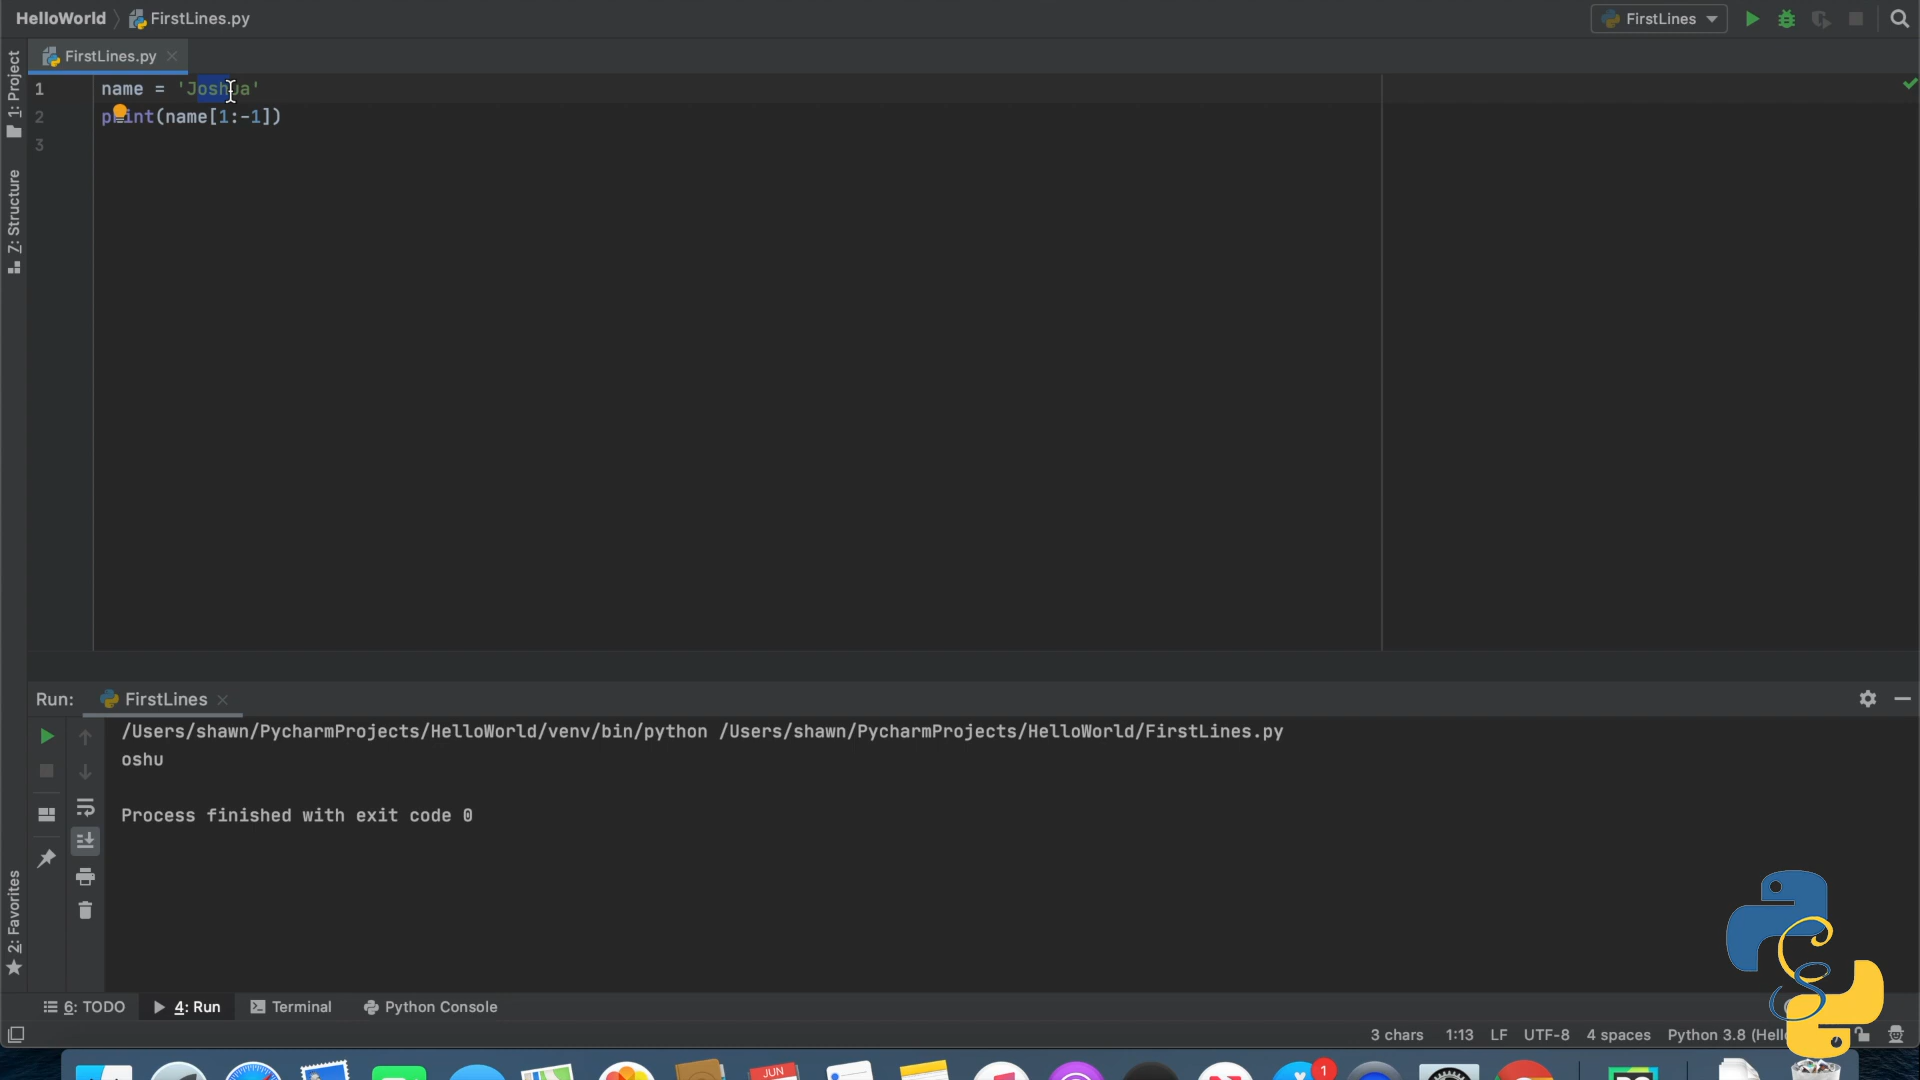 HelloWorld FirstLines.py FirstLines
FirstLines.py
1: Project
Z: Structure
2: Favorites
1 name = 'Joshua'
2 print(name[1:-1])
3
Run: FirstLines
/Users/shawn/PycharmProjects/HelloWorld/venv/bin/python /Users/shawn/PycharmProjects/HelloWorld/FirstLines.py
oshu
Process finished with exit code 0
6: TODO 4: Run Terminal Python Console
3 chars 1:13 LF UTF-8 4 spaces Python 3.8
JUN 1